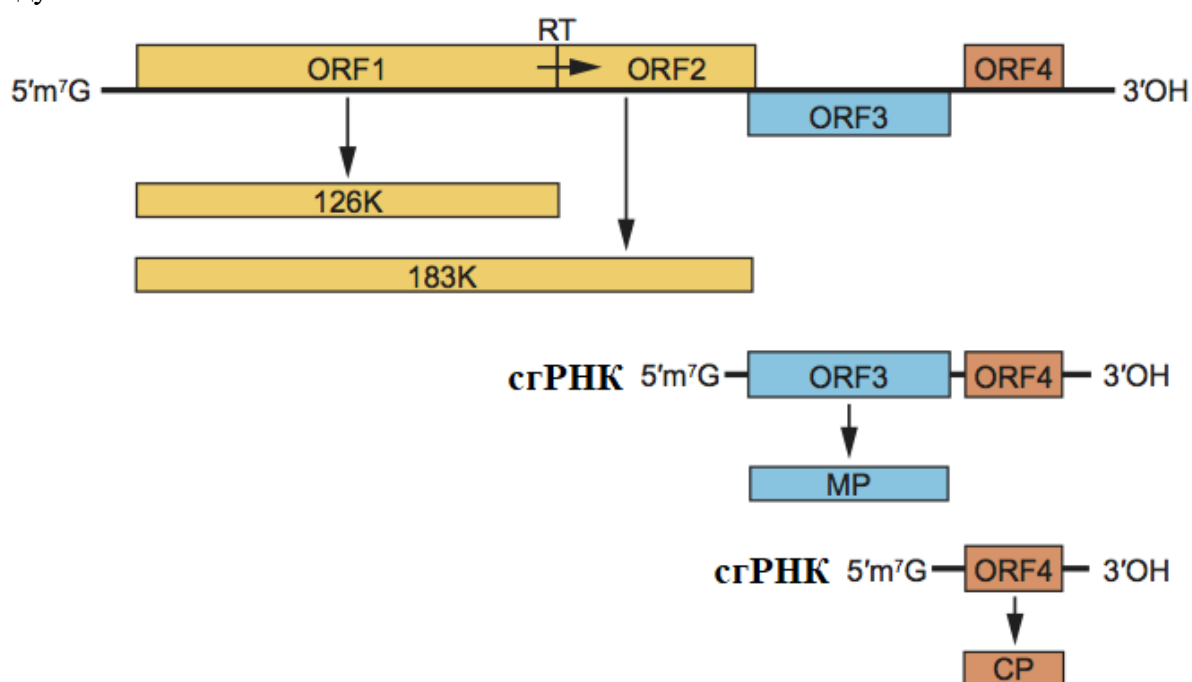 RT
ORF1 ORF2 ORF4
5′m⁷G 3′OH
ORF3
126K
183K
сгРНК 5′m⁷G ORF3 ORF4 3′OH
MP
сгРНК 5′m⁷G ORF4 3′OH
CP